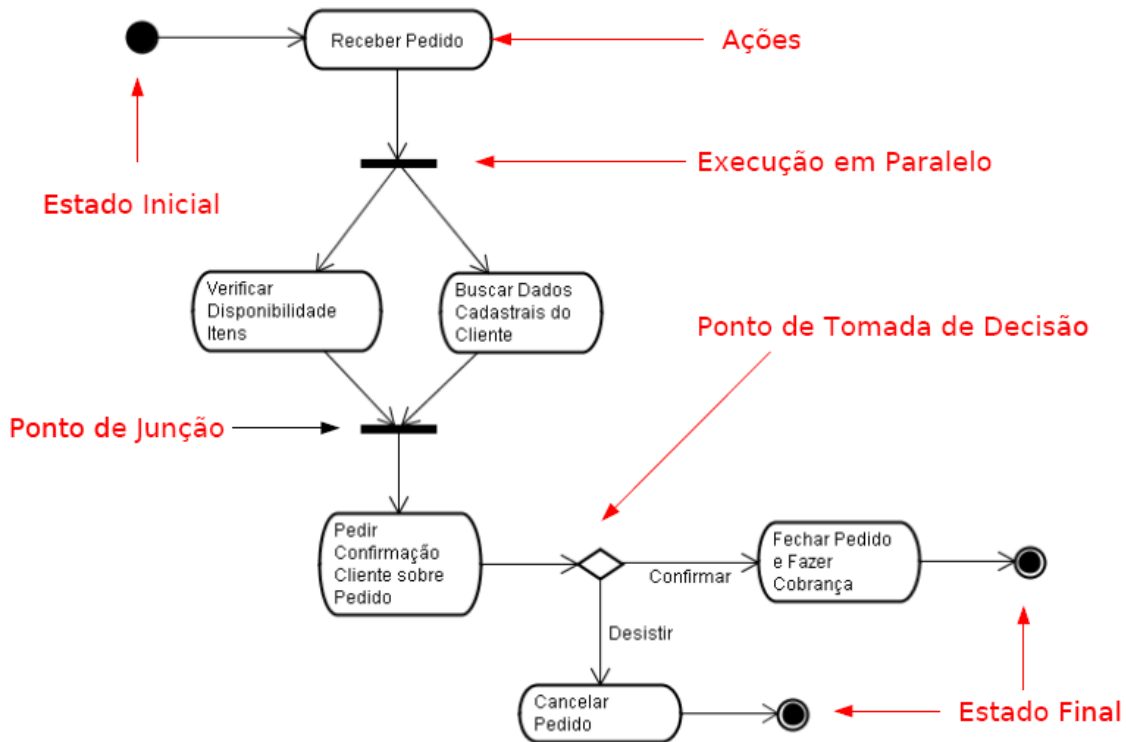 Receber Pedido
Ações
Execução em Paralelo
Estado Inicial
Verificar
Disponibilidade
Itens
Buscar Dados
Cadastrais do
Cliente
Ponto de Tomada de Decisão
Ponto de Junção
Pedir
Confirmação
Cliente sobre
Pedido
Confirmar
Fechar Pedido
e Fazer
Cobrança
Desistir
Cancelar
Pedido
Estado Final